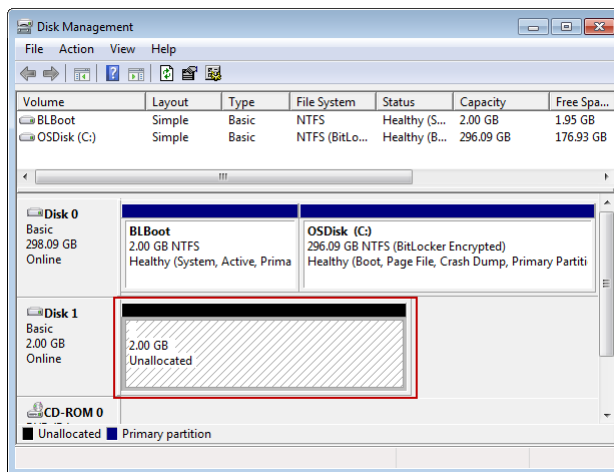 Disk Management
File Action View Help
Volume Layout Type File System Status Capacity Free Spa...
BLBoot Simple Basic NTFS Healthy (S... 2.00 GB 1.95 GB
OSDisk (C:) Simple Basic NTFS (BitLo... Healthy (B... 296.09 GB 176.93 GB
Disk 0
Basic
298.09 GB
Online
BLBoot
2.00 GB NTFS
Healthy (System, Active, Prima
OSDisk (C:)
296.09 GB NTFS (BitLocker Encrypted)
Healthy (Boot, Page File, Crash Dump, Primary Partiti
Disk 1
Basic
2.00 GB
Online
2.00 GB
Unallocated
CD-ROM 0
Unallocated Primary partition